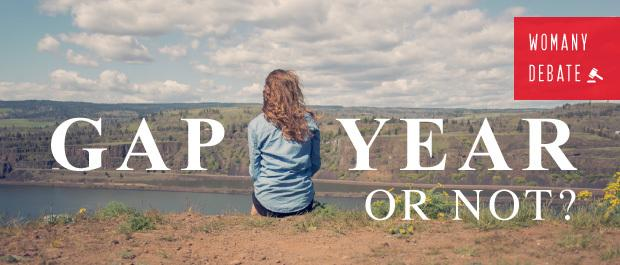 WOMANY
DEBATE
GAP YEAR
OR NOT?